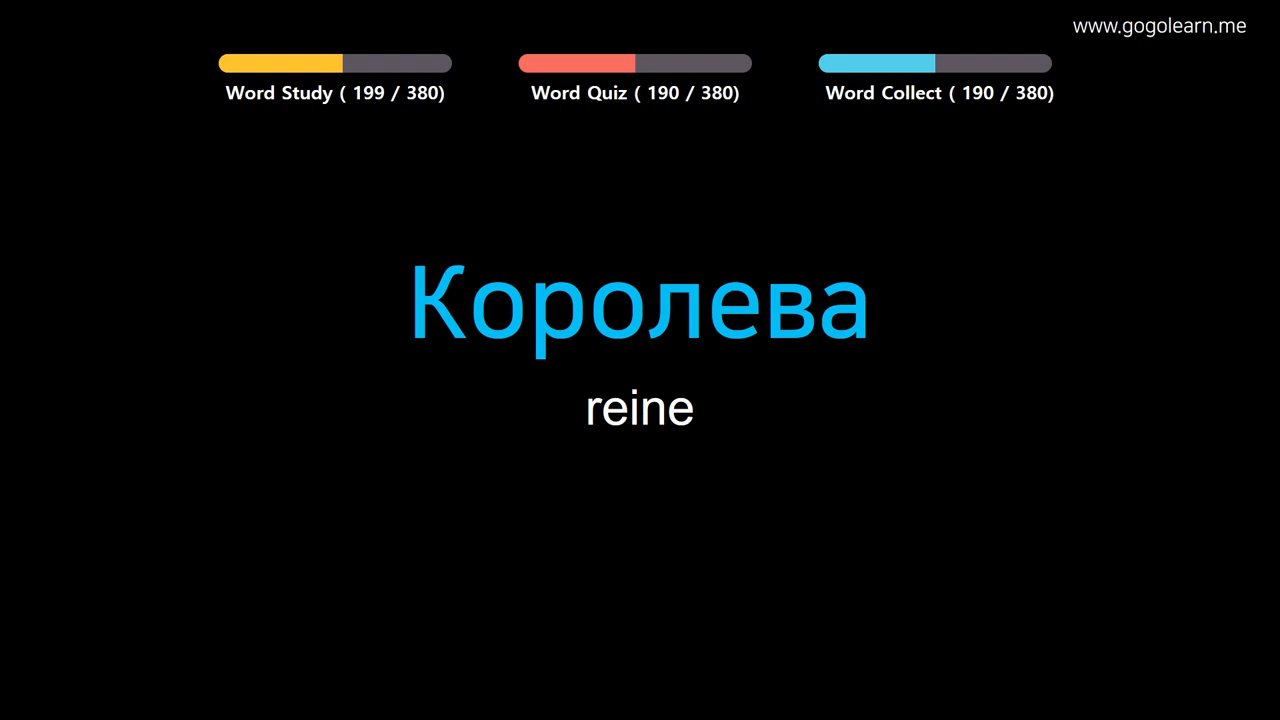 www.gogolearn.me
Word Study ( 199 / 380)
Word Quiz ( 190 / 380)
Word Collect ( 190 / 380)
Королева
reine